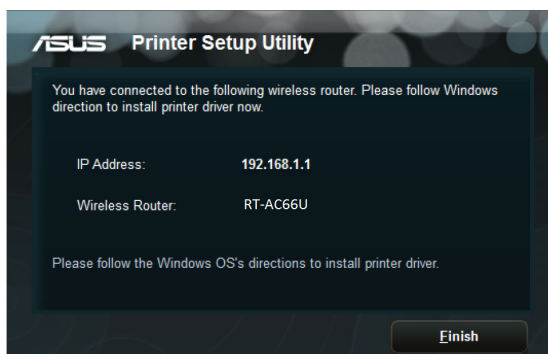 ASUS Printer Setup Utility
You have connected to the following wireless router. Please follow Windows
direction to install printer driver now.
IP Address: 192.168.1.1
Wireless Router: RT-AC66U
Please follow the Windows OS's directions to install printer driver.
Finish